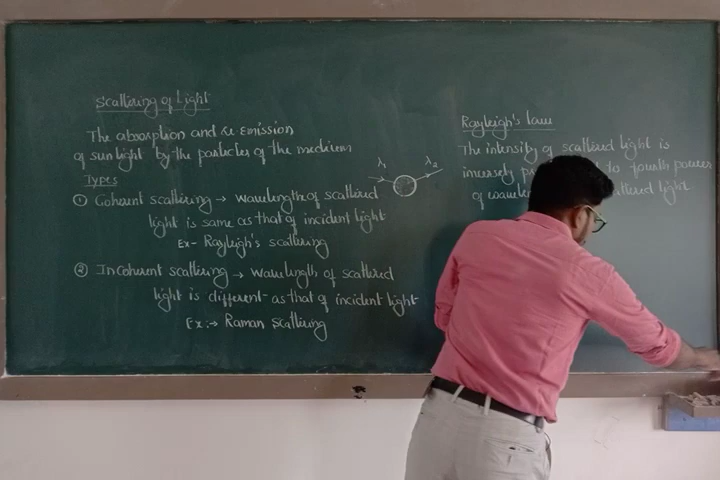 Scattering of Light
The absorption and re emission
of sunlight by the particles of the medium
λ1 λ2
Types
① Coherent scattering → wavelength of scattered
light is same as that of incident light
Ex- Rayleigh's scattering
② Incoherent scattering → wavelength of scattered
light is different as that of incident light
Ex:→ Raman Scattering
Rayleigh's law
The intensity of scattered light is
inversely to fourth power
of scattered light